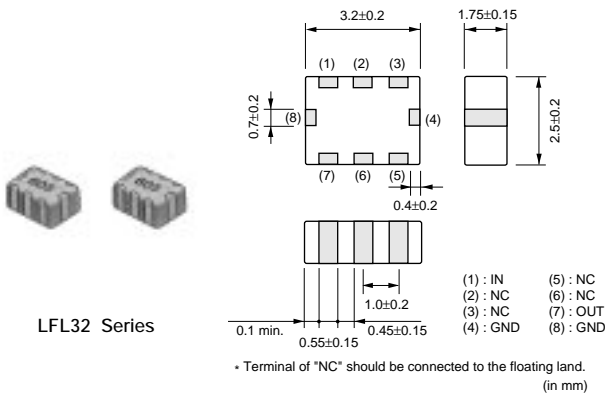 3.2±0.2
1.75±0.15
(1) (2) (3)
0.7±0.2
(8)
(4)
2.5±0.2
(7) (6) (5)
0.4±0.2
1.0±0.2
0.1 min.
0.45±0.15
0.55±0.15
LFL32 Series
(1) : IN (5) : NC
(2) : NC (6) : NC
(3) : NC (7) : OUT
(4) : GND (8) : GND
* Terminal of "NC" should be connected to the floating land.
(in mm)